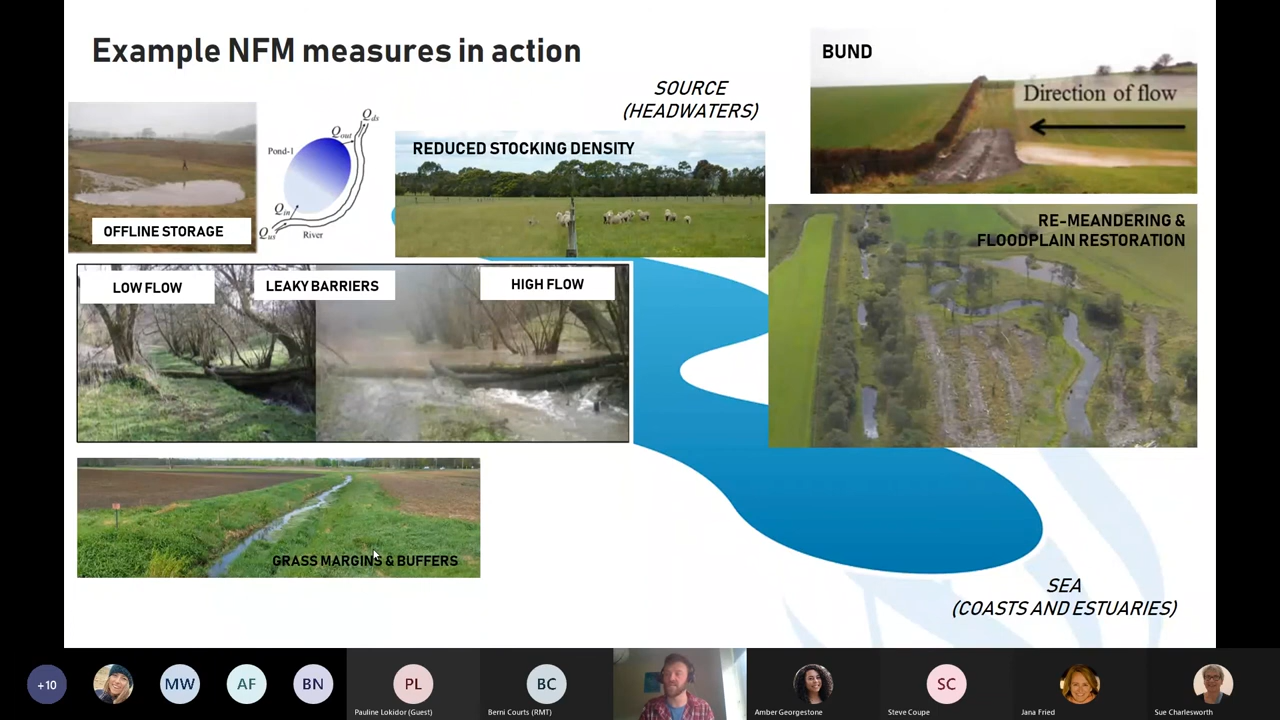 Example NFM measures in action
SOURCE
(HEADWATERS)
BUND
Direction of flow
Pond-1
Qds
Qout
Qin
Qus
River
OFFLINE STORAGE
REDUCED STOCKING DENSITY
RE-MEANDERING &
FLOODPLAIN RESTORATION
LOW FLOW
LEAKY BARRIERS
HIGH FLOW
GRASS MARGINS & BUFFERS
SEA
(COASTS AND ESTUARIES)
+10
MW
AF
BN
PL
Pauline Lokidor (Guest)
BC
Berni Courts (RMT)
Amber Georgestone
SC
Steve Coupe
Jana Fried
Sue Charlesworth